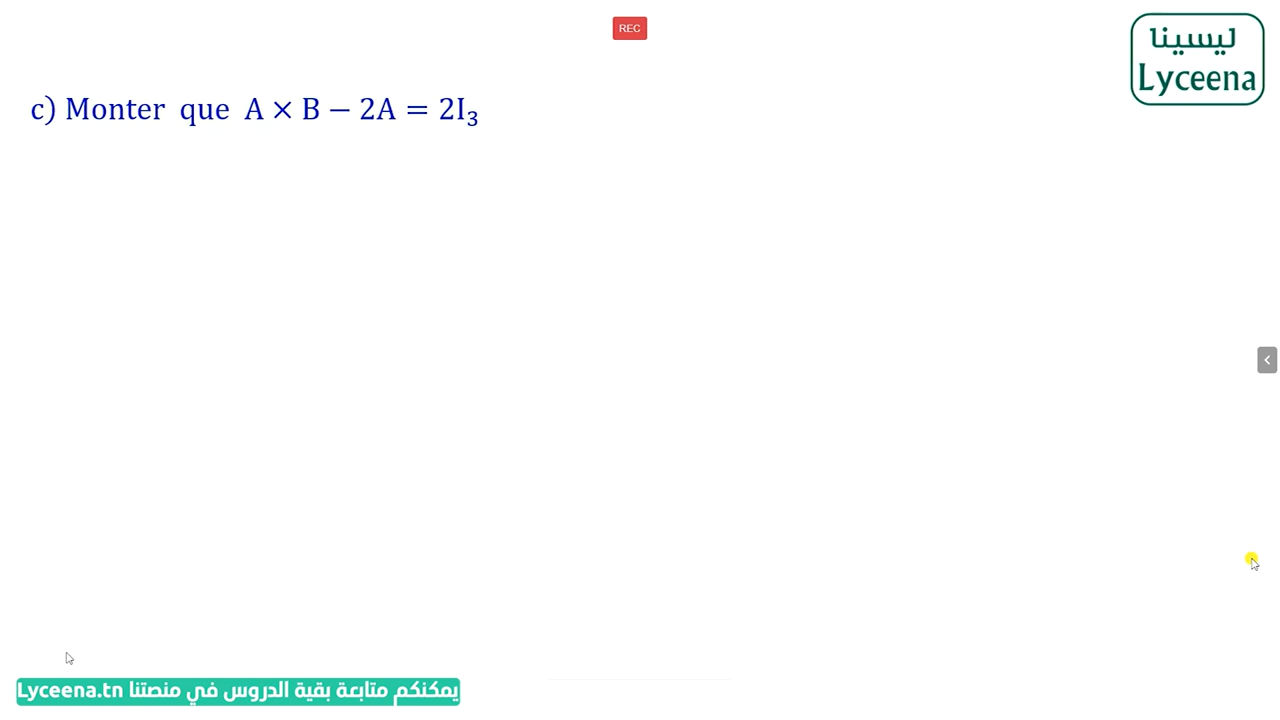 REC
ليسينا
Lyceena
c) Monter que A × B − 2A = 2I₃
يمكنكم متابعة بقية الدروس في منصتنا Lyceena.tn